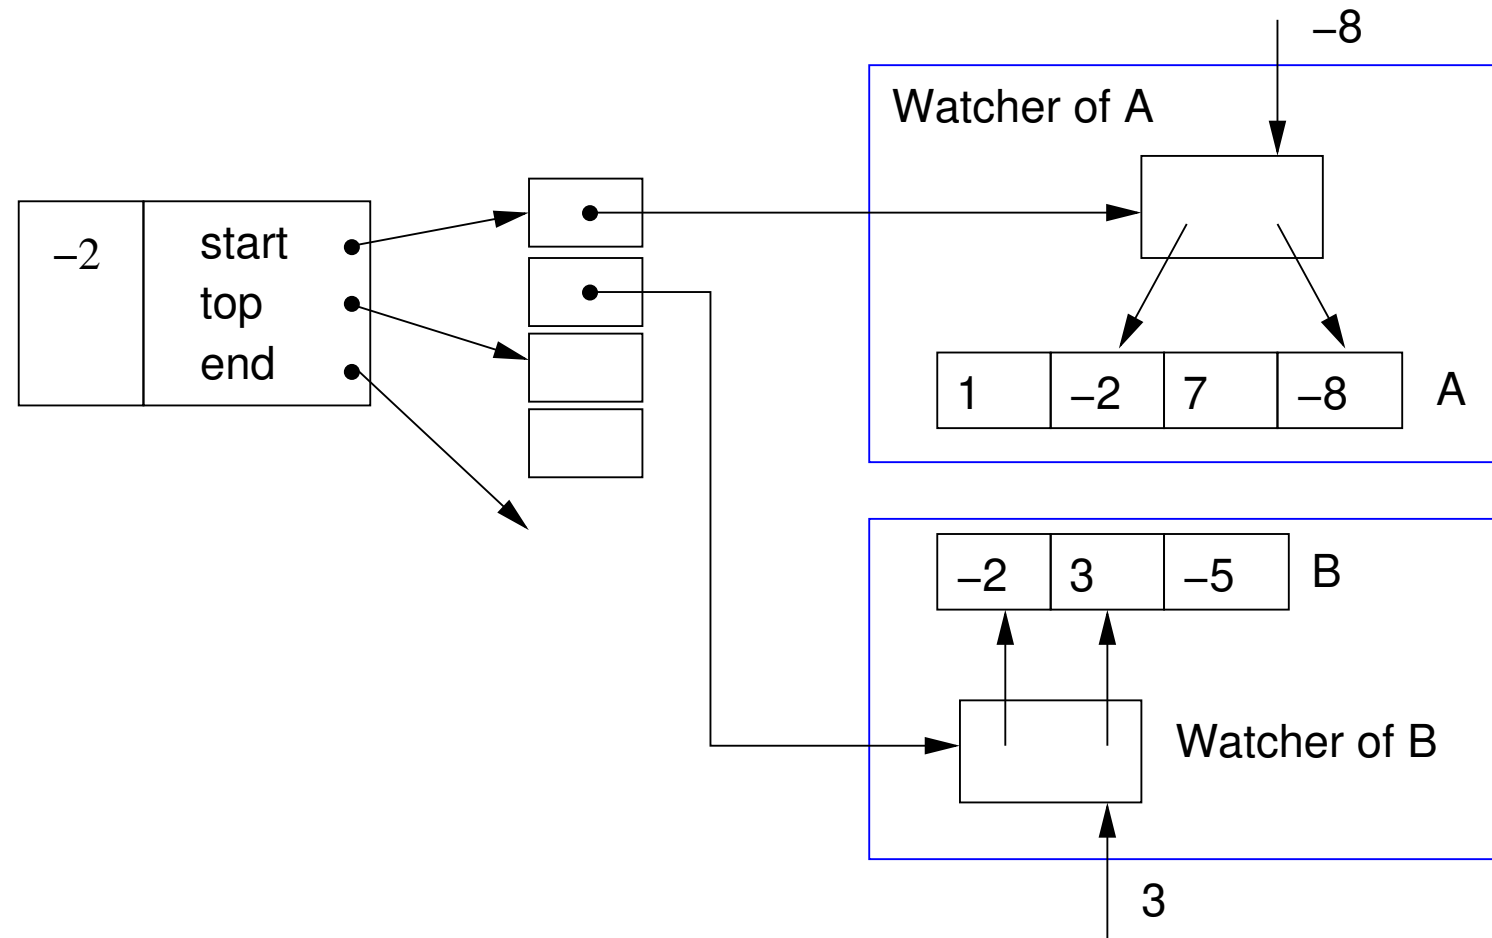 −8
Watcher of A
−2
start
top
end
1 −2 7 −8 A
−2 3 −5 B
Watcher of B
3